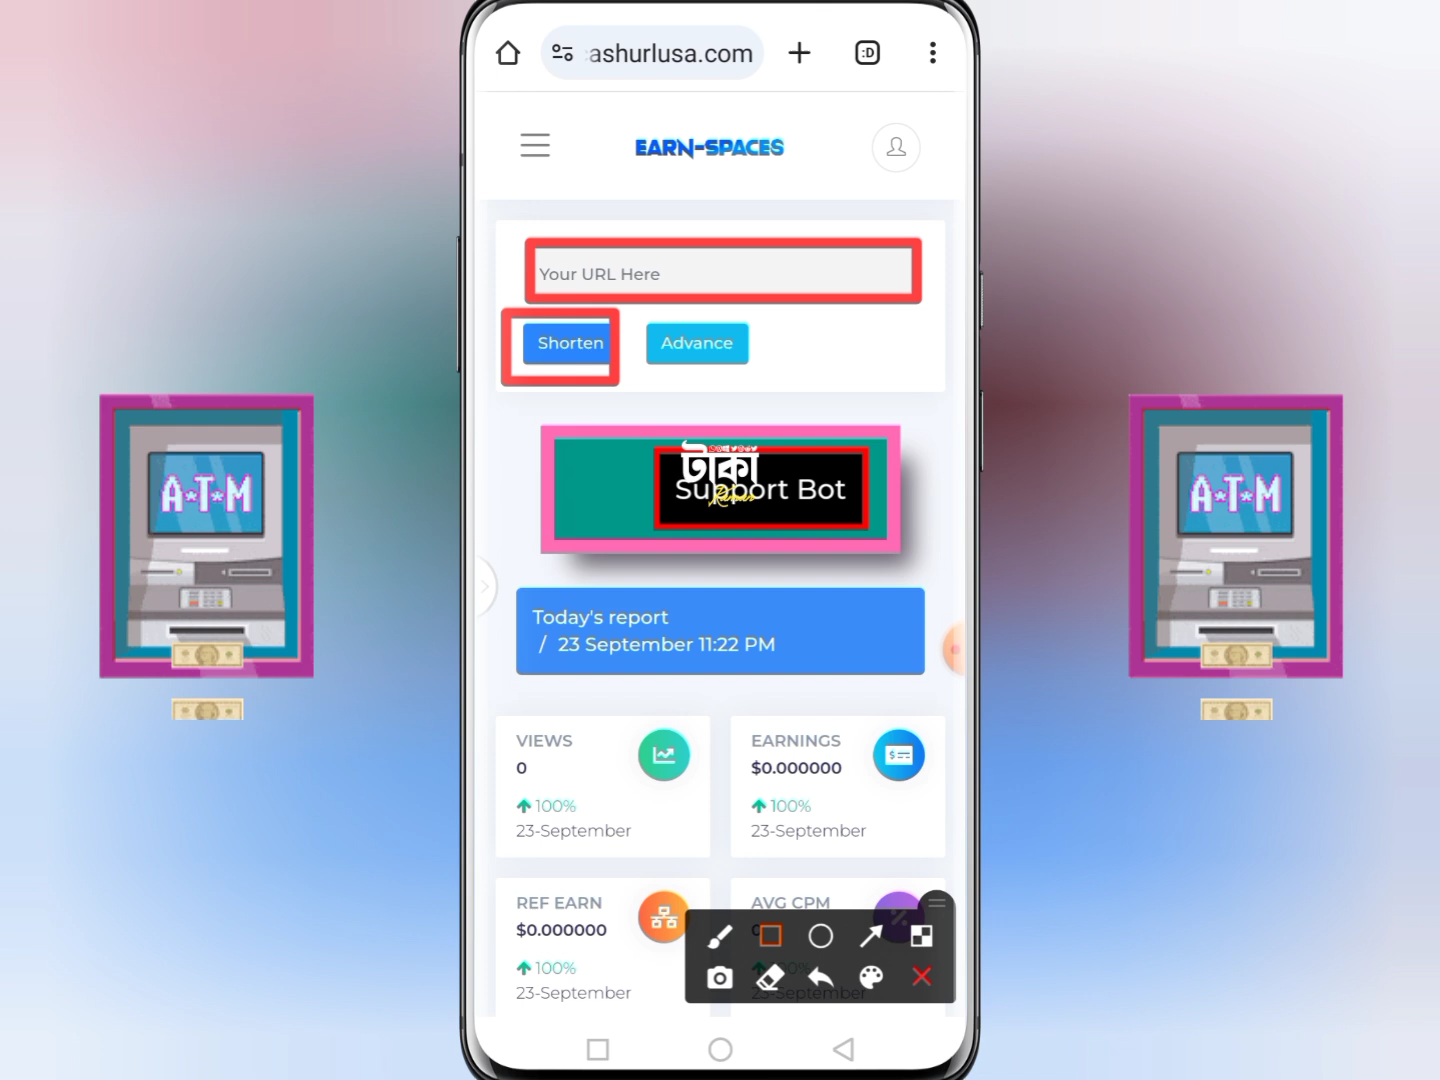 ashurlusa.com
:D
EARN-SPACES
Your URL Here
Shorten
Advance
টাকা
Support Bot
Today's report
/ 23 September 11:22 PM
VIEWS
0
100%
23-September
EARNINGS
$0.000000
100%
23-September
REF EARN
$0.000000
100%
23-September
AVG CPM
23-September
A*T*M
A*T*M